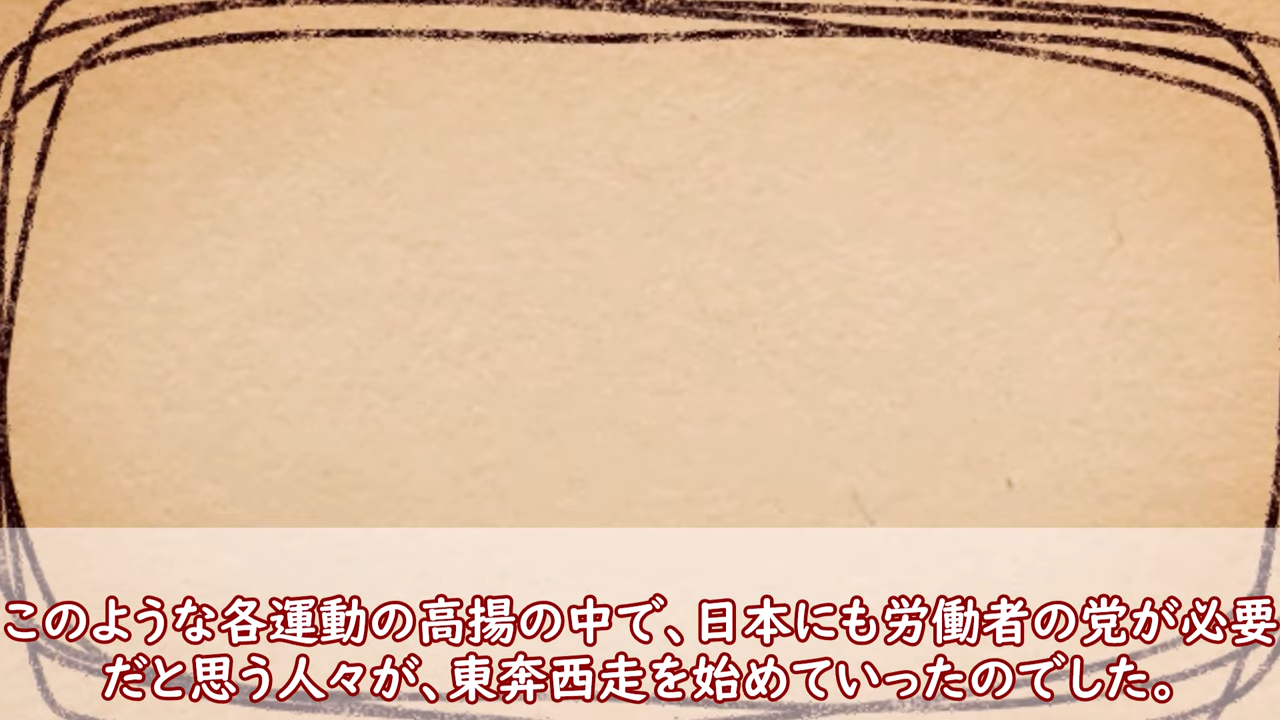 このような各運動の高揚の中で、日本にも労働者の党が必要
だと思う人々が、東奔西走を始めていったのでした。